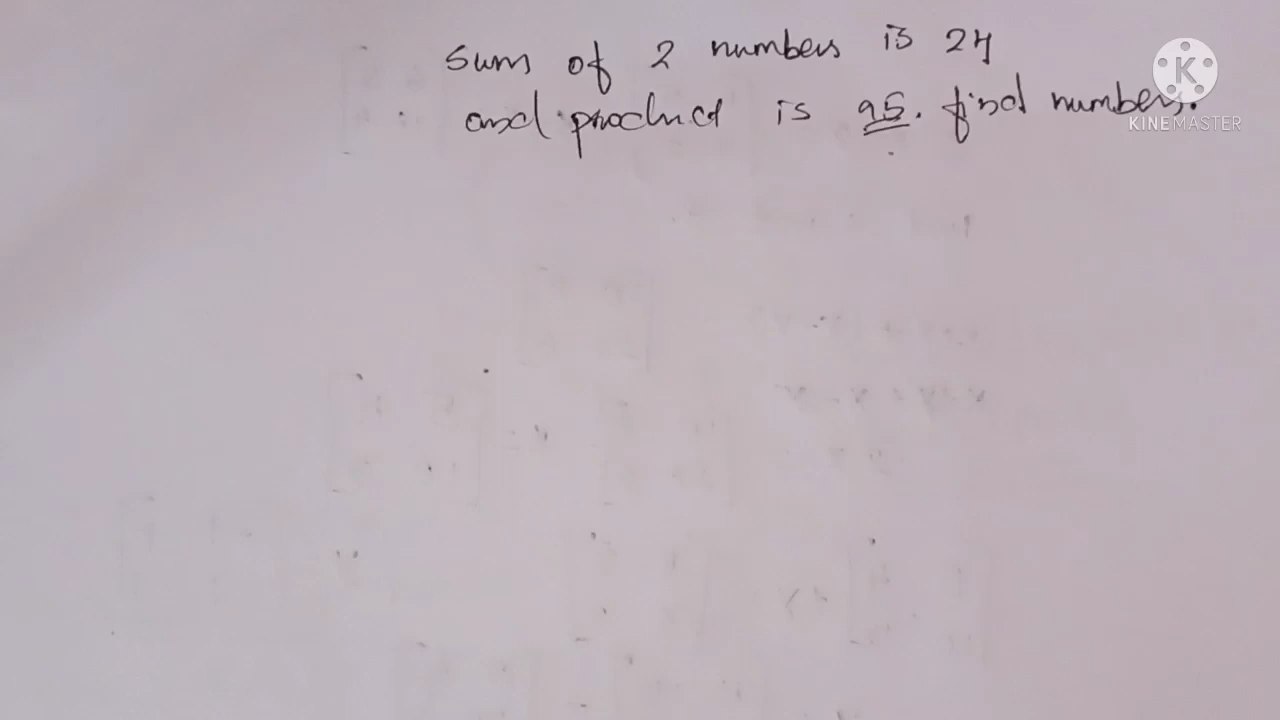 Sum of 2 numbers is 24
and product is 95. find numbers.
K
KINEMASTER